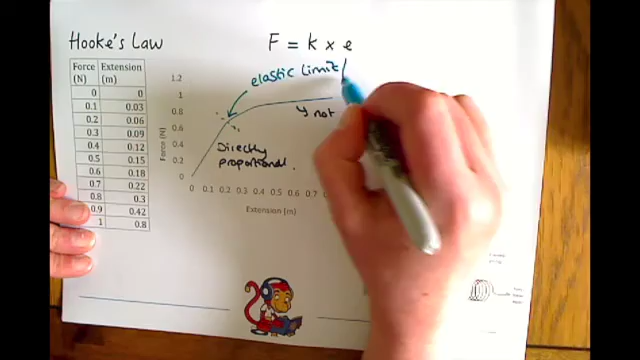 Hooke's Law
F = k × e
Force (N) Extension (m)
0 0
0.1 0.03
0.2 0.06
0.3 0.09
0.4 0.12
0.5 0.15
0.6 0.18
0.7 0.22
0.8 0.3
0.9 0.42
1 0.8
elastic limit/
not
Directly
proportional.
Force (N)
1.2
1
0.8
0.6
0.4
0.2
0
0 0.1 0.2 0.3 0.4 0.5 0.6 0.7 0.8
Extension (m)